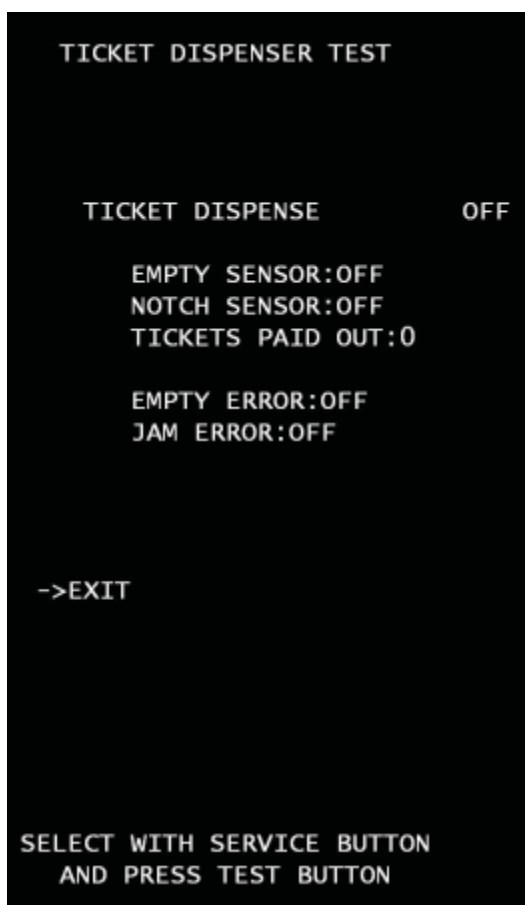 TICKET DISPENSER TEST
TICKET DISPENSE OFF
EMPTY SENSOR:OFF
NOTCH SENSOR:OFF
TICKETS PAID OUT:0
EMPTY ERROR:OFF
JAM ERROR:OFF
->EXIT
SELECT WITH SERVICE BUTTON
AND PRESS TEST BUTTON